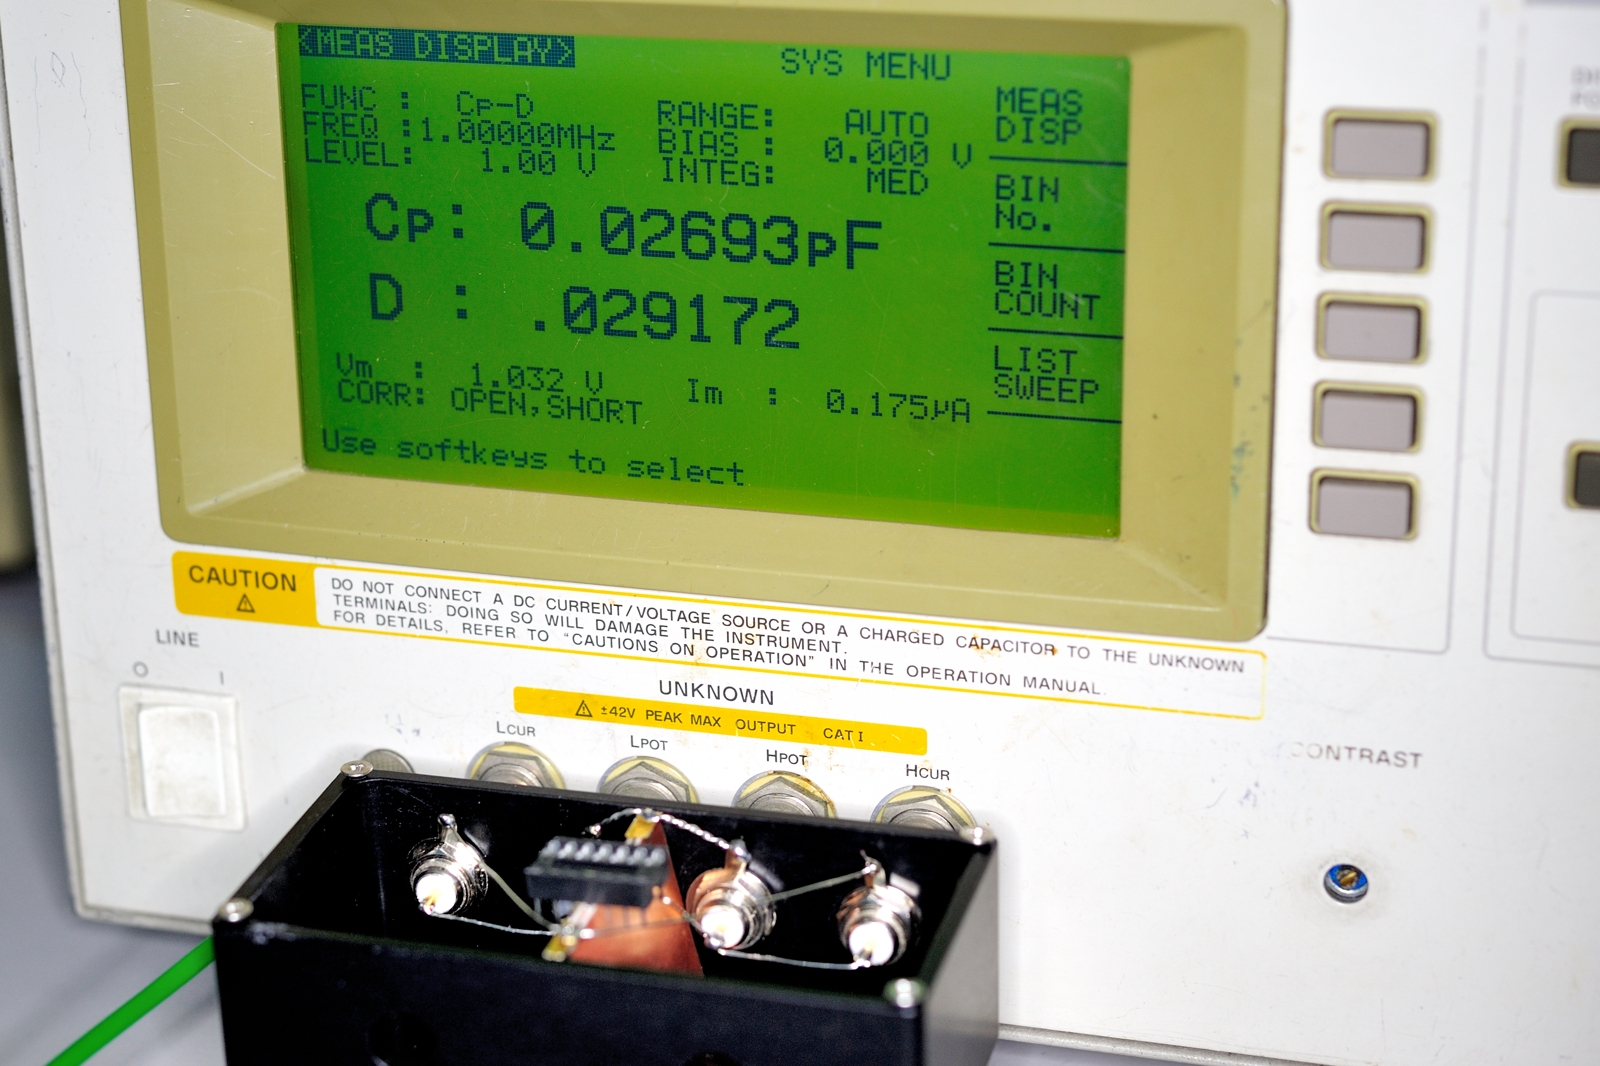 <MEAS DISPLAY>
SYS MENU
FUNC : Cp-D
RANGE: AUTO
FREQ :1.00000MHz
BIAS : 0.000 V
LEVEL: 1.00 V
INTEG: MED
Cp: 0.02693pF
D : .029172
Vm : 1.032 V
Im : 0.175µA
CORR: OPEN,SHORT
Use softkeys to select
MEAS
DISP
BIN
No.
BIN
COUNT
LIST
SWEEP
CAUTION
DO NOT CONNECT A DC CURRENT/VOLTAGE SOURCE OR A CHARGED CAPACITOR TO THE UNKNOWN
TERMINALS: DOING SO WILL DAMAGE THE INSTRUMENT.
FOR DETAILS, REFER TO "CAUTIONS ON OPERATION" IN THE OPERATION MANUAL.
LINE
O I
UNKNOWN
±42V PEAK MAX OUTPUT CAT I
LCUR
LPOT
HPOT
HCUR
CONTRAST